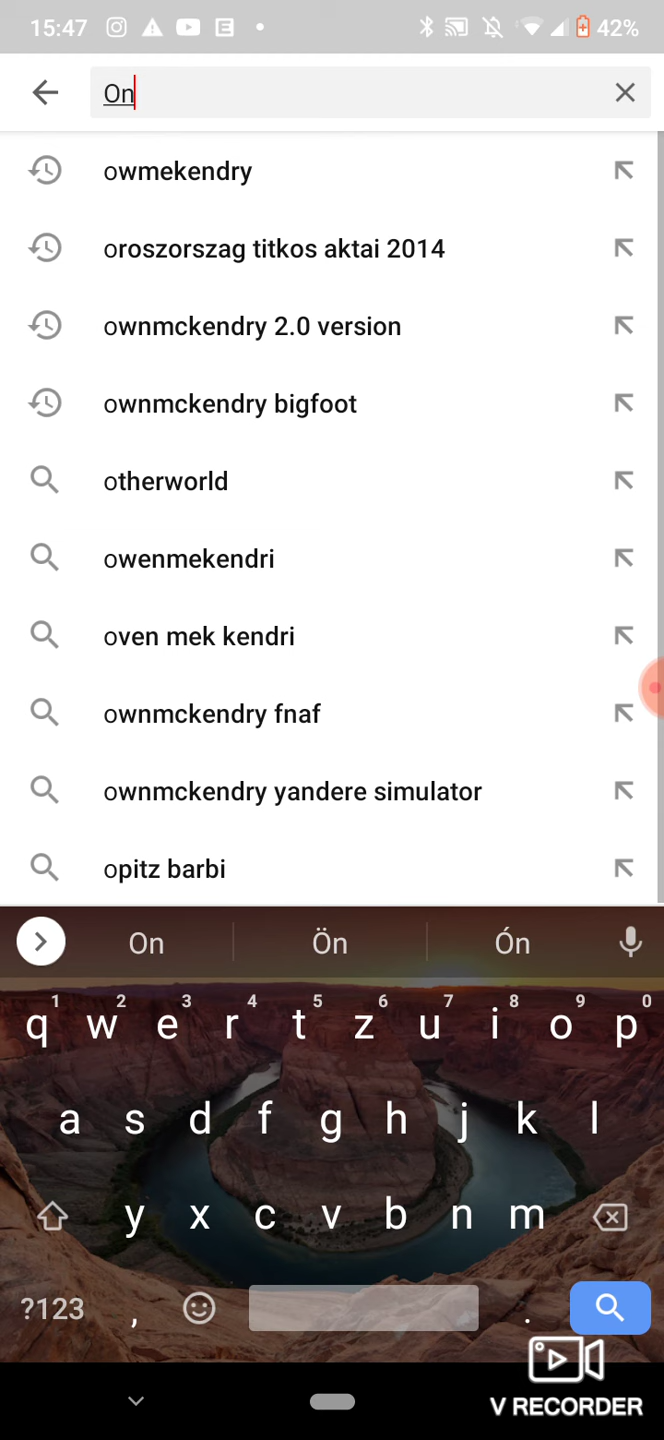 15:47 42%
On
owmekendry
oroszorszag titkos aktai 2014
ownmckendry 2.0 version
ownmckendry bigfoot
otherworld
owenmekendri
oven mek kendri
ownmckendry fnaf
ownmckendry yandere simulator
opitz barbi
On Ön Ón
1 2 3 4 5 6 7 8 9 0
q w e r t z u i o p
a s d f g h j k l
y x c v b n m
?123 , .
V RECORDER